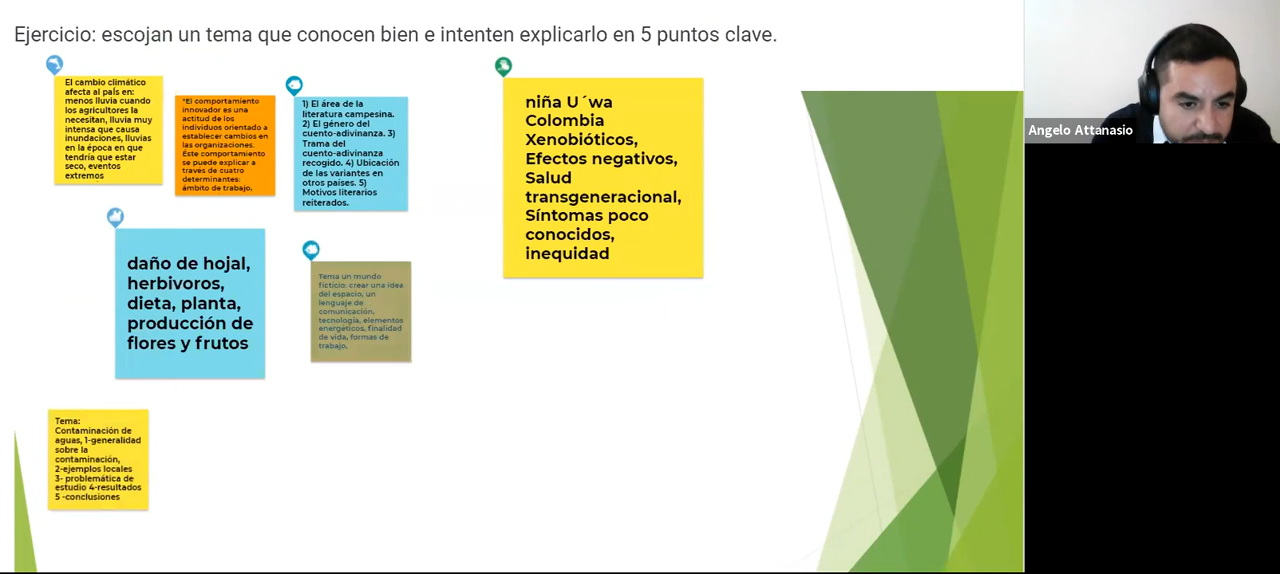 Ejercicio: escojan un tema que conocen bien e intenten explicarlo en 5 puntos clave.
El cambio climático
afecta al país en:
menos lluvia cuando
los agricultores la
necesitan, lluvia muy
intensa que causa
inundaciones, lluvias
en la época en que
tendría que estar
seco, eventos
extremos
"El comportamiento
innovador es una
actitud de los
individuos orientado a
establecer cambios en
las organizaciones.
Este comportamiento
se puede explicar a
través de cuatro
determinantes:
ámbito de trabajo,
1) El área de la
literatura campesina.
2) El género del
cuento-adivinanza. 3)
Trama del
cuento-adivinanza
recogido. 4) Ubicación
de las variantes en
otros países. 5)
Motivos literarios
reiterados.
niña U´wa
Colombia
Xenobióticos,
Efectos negativos,
Salud
transgeneracional,
Síntomas poco
conocidos,
inequidad
Angelo Attanasio
daño de hojal,
herbivoros,
dieta, planta,
producción de
flores y frutos
Tema un mundo
ficticio: crear una idea
del espacio, un
lenguaje de
comunicación,
tecnología, elementos
energéticos, finalidad
de vida, formas de
trabajo,
Tema:
Contaminación de
aguas, 1-generalidad
sobre la
contaminación,
2-ejemplos locales
3- problemática de
estudio 4-resultados
5 -conclusiones